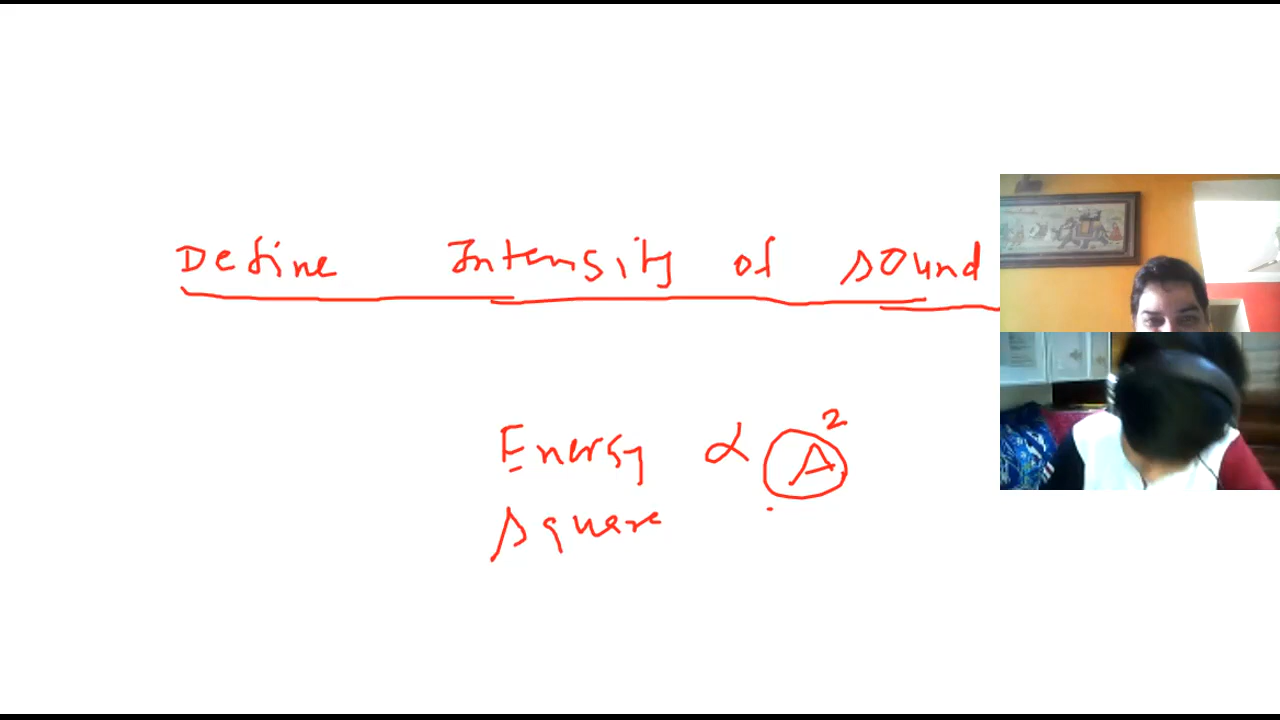 Define Intensity of sound
Energy ∝ A²
square